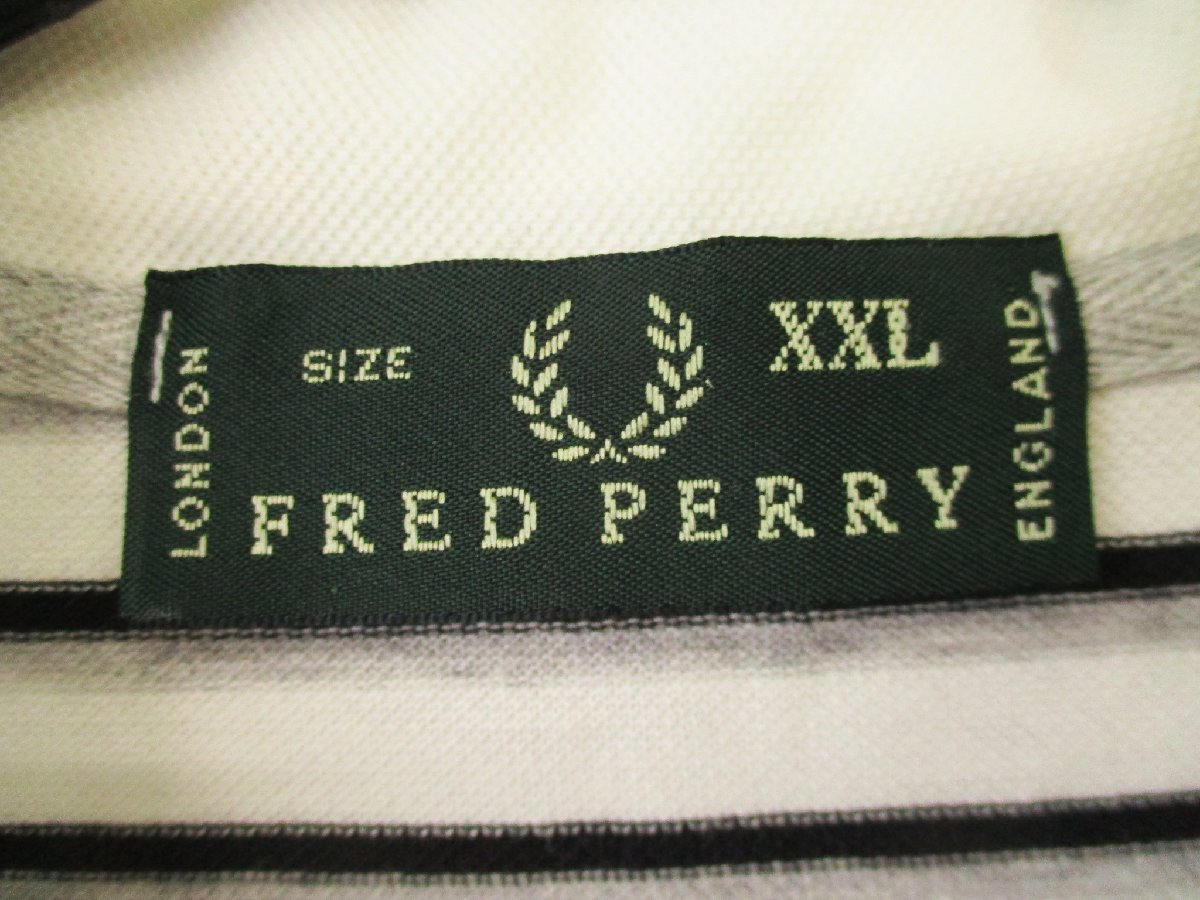 LONDON
SIZE
XXL
FRED PERRY
ENGLAND